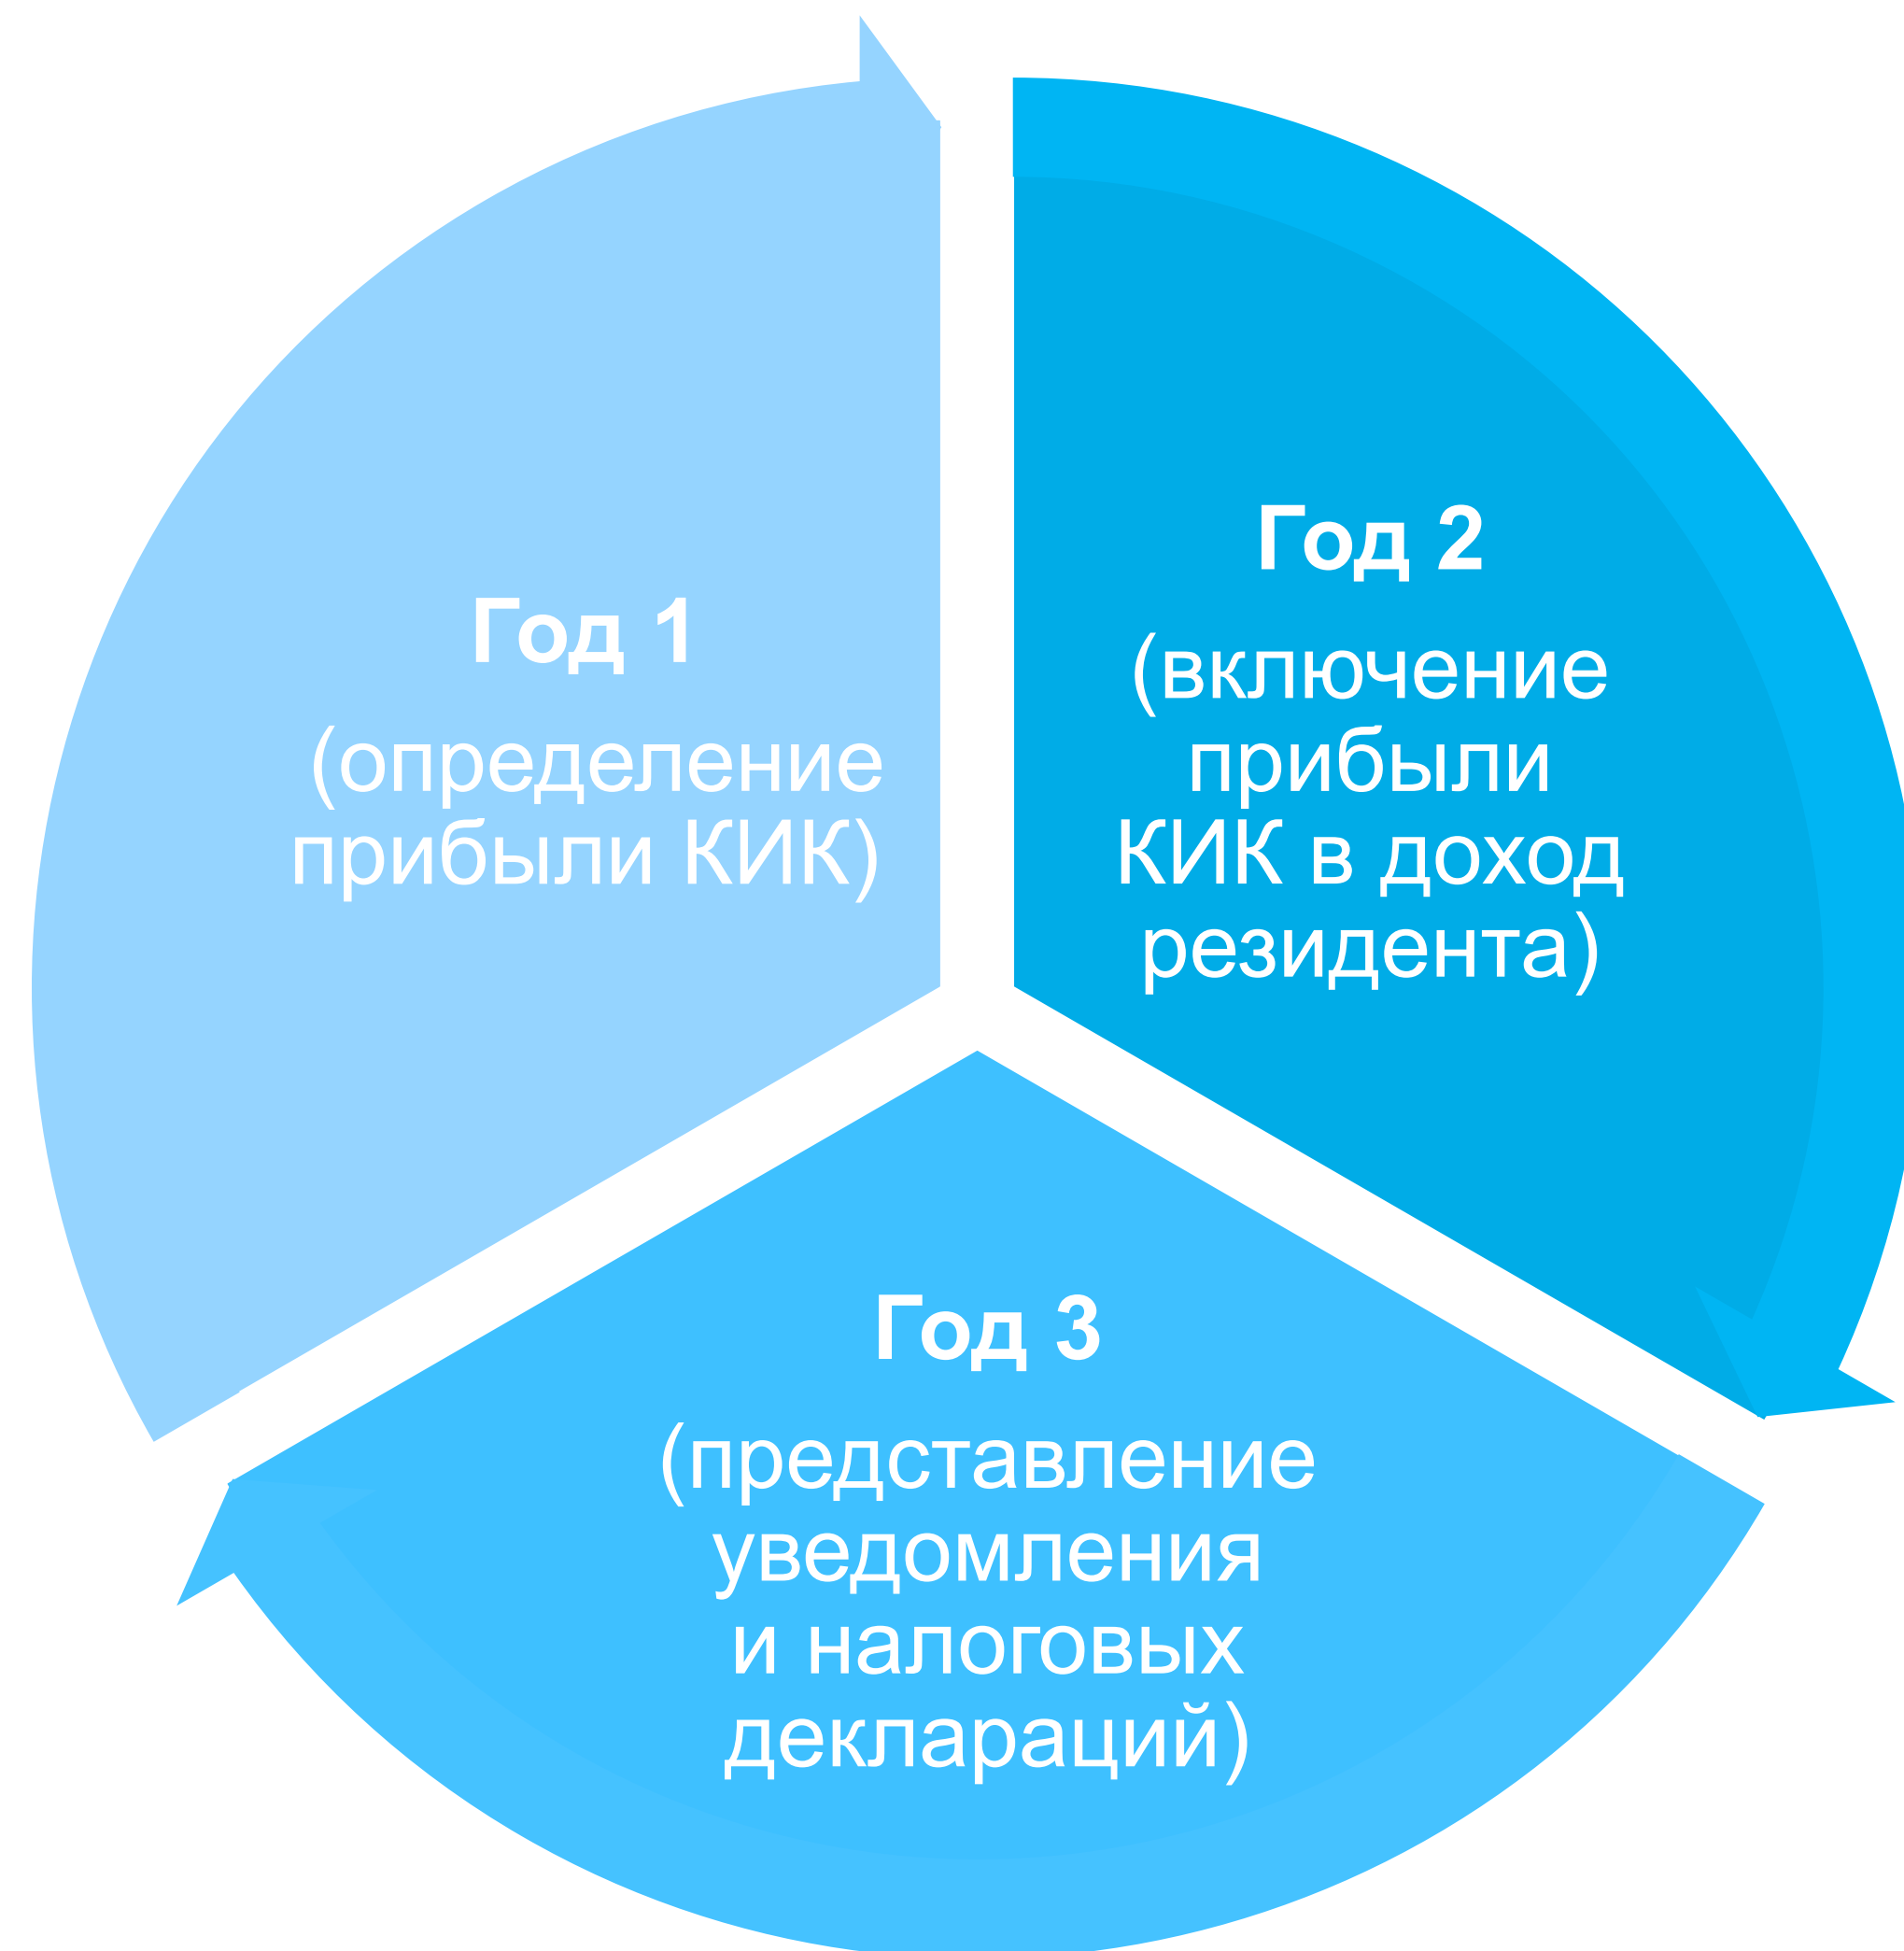 Год 1
(определение
прибыли КИК)
Год 2
(включение
прибыли
КИК в доход
резидента)
Год 3
(представление
уведомления
и налоговых
деклараций)